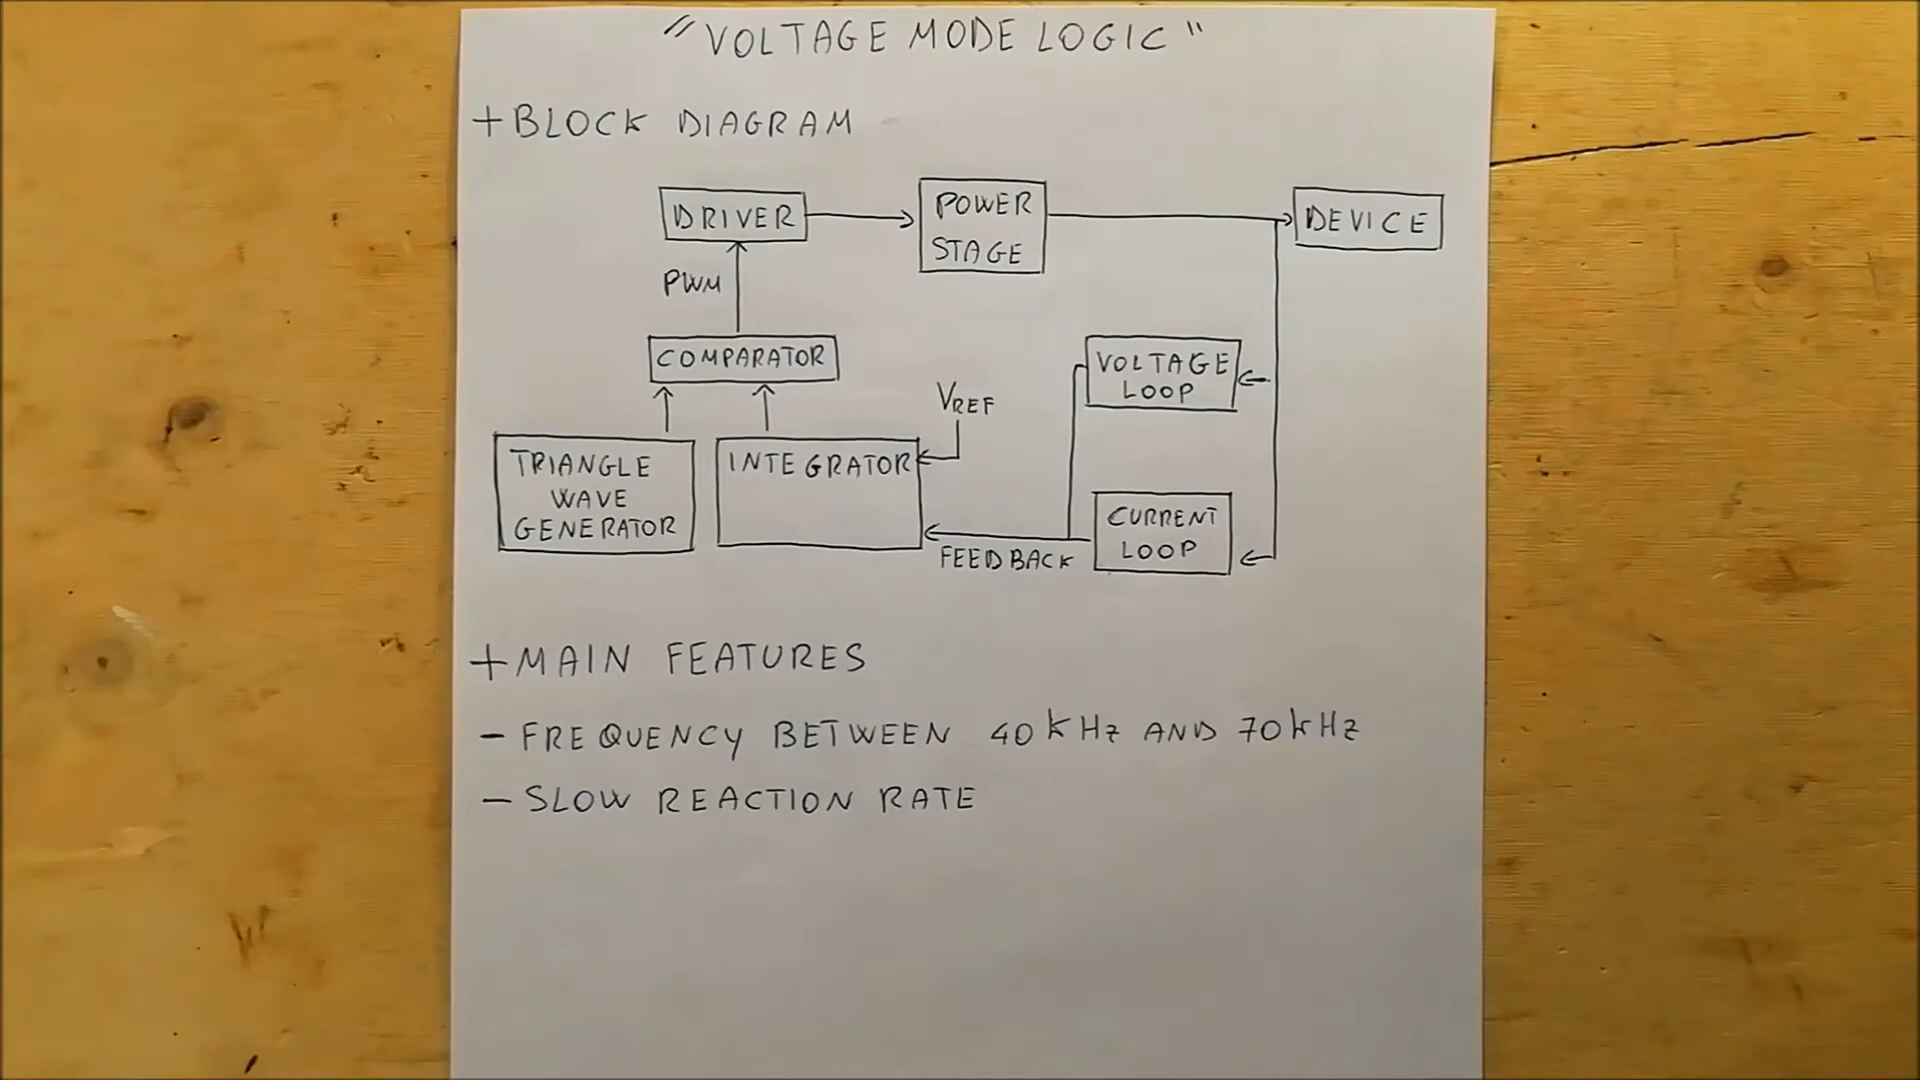 "VOLTAGE MODE LOGIC"
+ BLOCK DIAGRAM
DRIVER
POWER
STAGE
DEVICE
PWM
COMPARATOR
VOLTAGE
LOOP
VREF
TRIANGLE
WAVE
GENERATOR
INTEGRATOR
CURRENT
LOOP
FEEDBACK
+ MAIN FEATURES
- FREQUENCY BETWEEN 40kHz AND 70kHz
- SLOW REACTION RATE